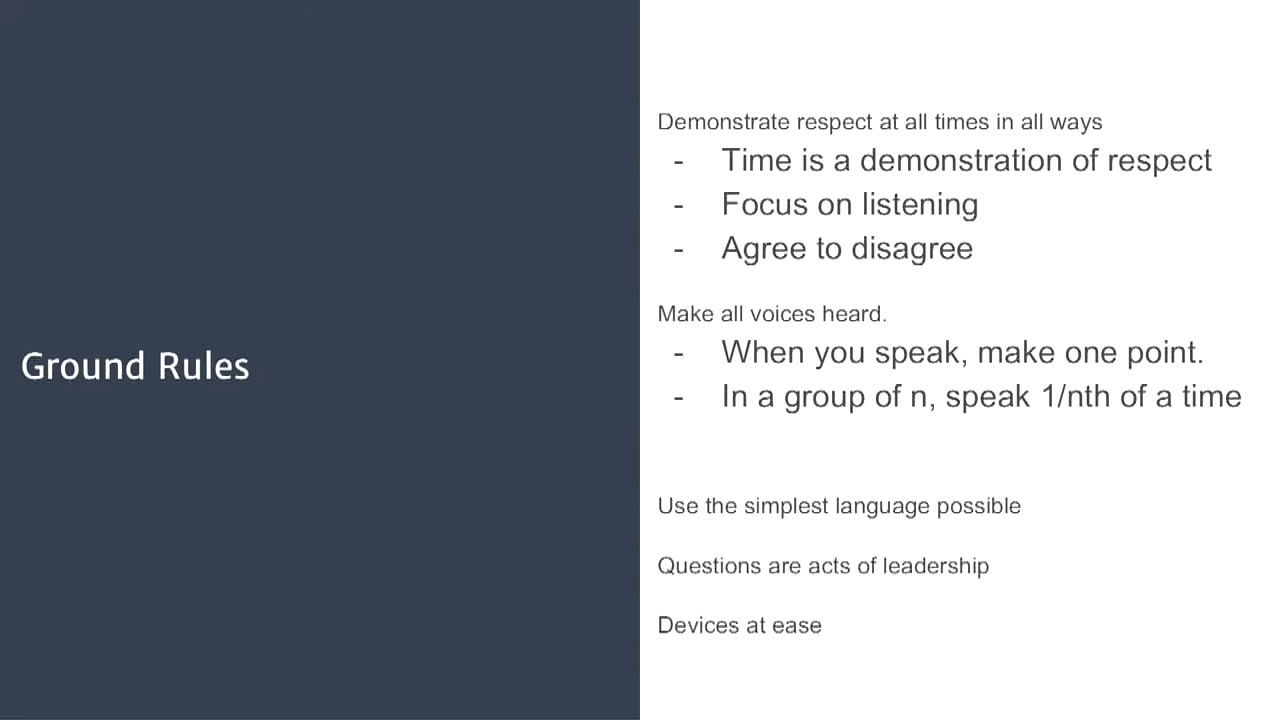 Ground Rules
Demonstrate respect at all times in all ways
- Time is a demonstration of respect
- Focus on listening
- Agree to disagree
Make all voices heard.
- When you speak, make one point.
- In a group of n, speak 1/nth of a time
Use the simplest language possible
Questions are acts of leadership
Devices at ease